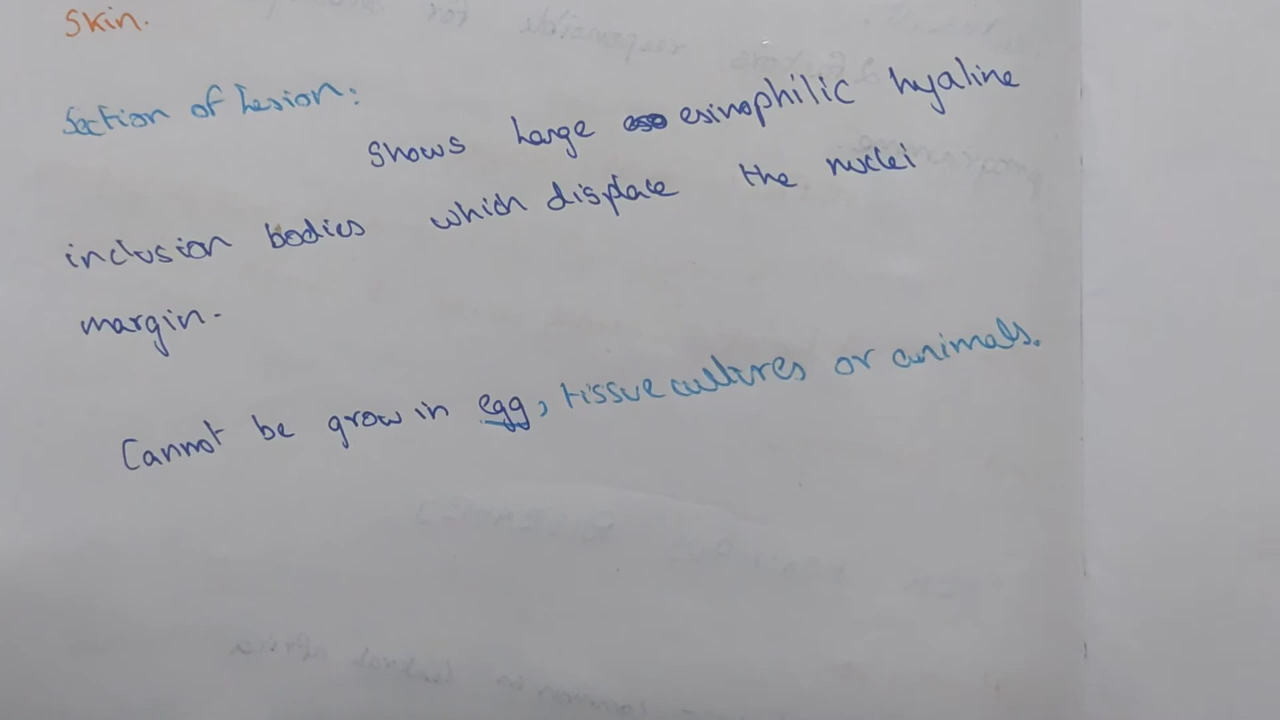 Skin.
Section of Lesion:
Shows Large esinophilic hyaline
inclusion bodies which displace the nuclei
margin.
Cannot be grow in egg, tissue cultures or animals.